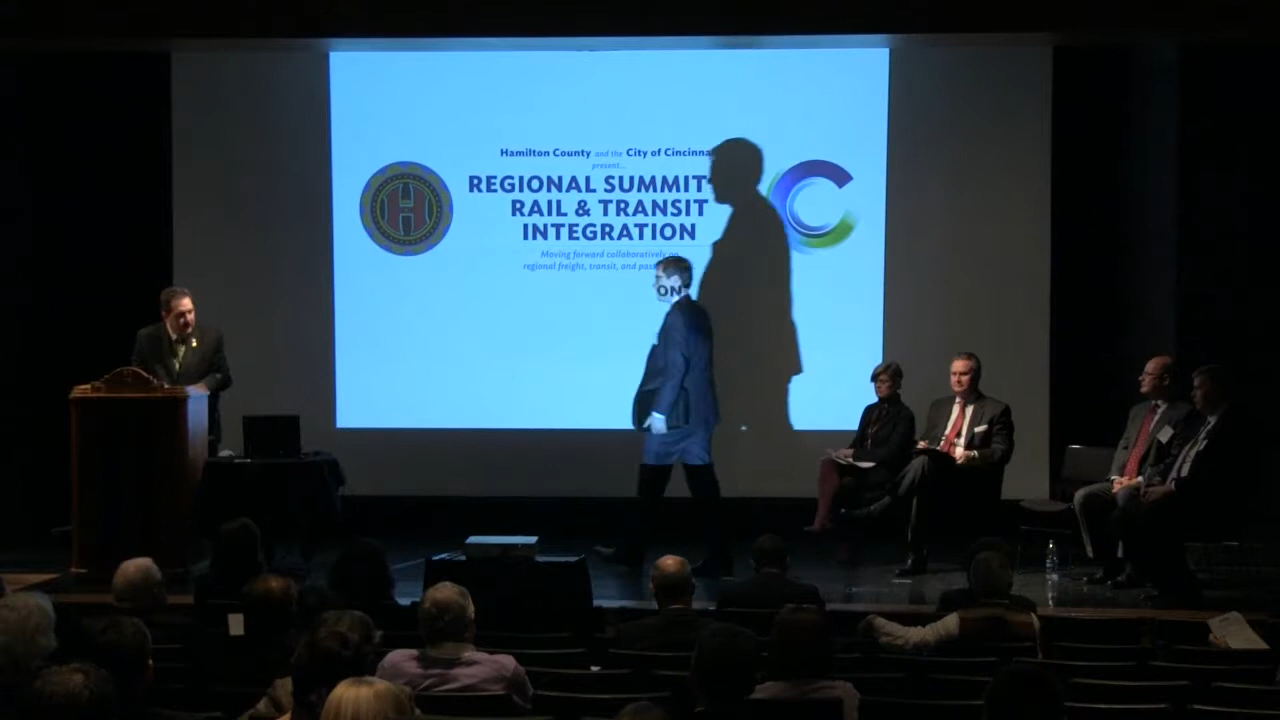 Hamilton County and the City of Cincinna
present...
REGIONAL SUMMIT
RAIL & TRANSIT
INTEGRATION
Moving forward collaboratively on
regional freight, transit, and
ON
H
C